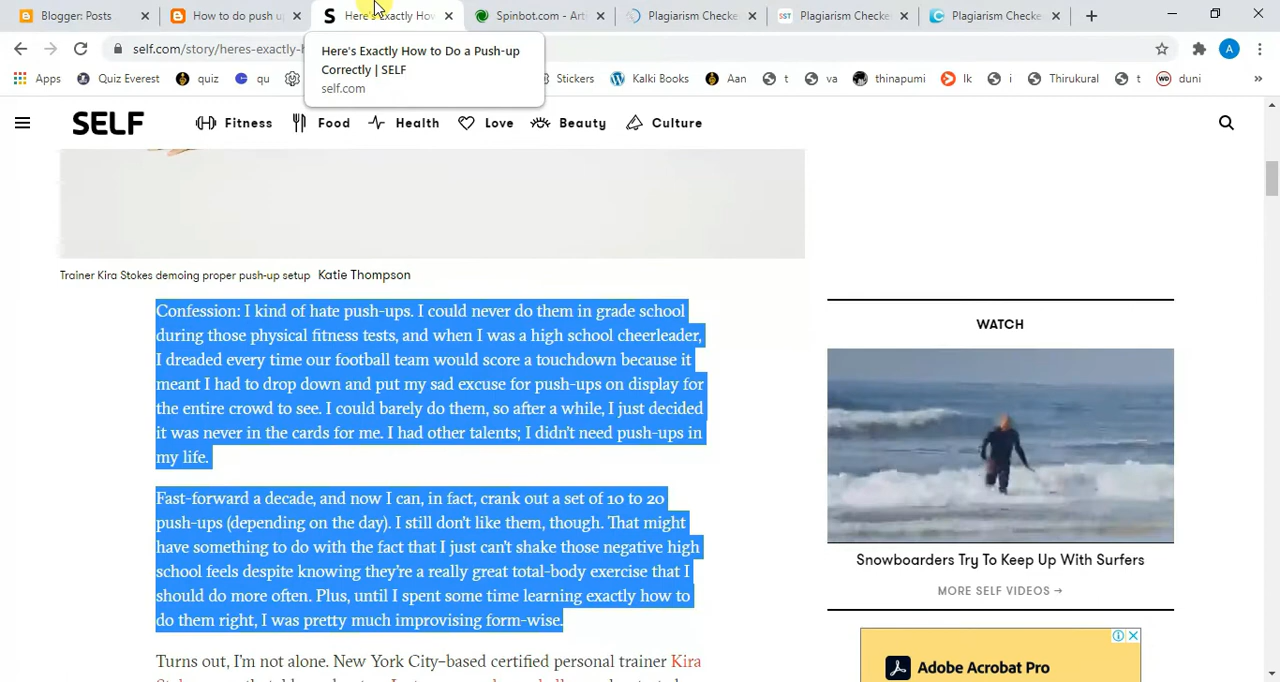 Blogger: Posts
How to do push up
Here's Exactly How
Spinbot.com - Art
Plagiarism Checke
Plagiarism Checke
Plagiarism Checke
self.com/story/heres-exactly-h
Here's Exactly How to Do a Push-up
Correctly | SELF
self.com
Apps
Quiz Everest
quiz
qu
Stickers
Kalki Books
Aan
t
va
thinapumi
lk
i
Thirukural
t
duni
»
A
SELF
Fitness
Food
Health
Love
Beauty
Culture
Trainer Kira Stokes demoing proper push-up setup Katie Thompson
Confession: I kind of hate push-ups. I could never do them in grade school
during those physical fitness tests, and when I was a high school cheerleader,
I dreaded every time our football team would score a touchdown because it
meant I had to drop down and put my sad excuse for push-ups on display for
the entire crowd to see. I could barely do them, so after a while, I just decided
it was never in the cards for me. I had other talents; I didn't need push-ups in
my life.
Fast-forward a decade, and now I can, in fact, crank out a set of 10 to 20
push-ups (depending on the day). I still don't like them, though. That might
have something to do with the fact that I just can't shake those negative high
school feels despite knowing they're a really great total-body exercise that I
should do more often. Plus, until I spent some time learning exactly how to
do them right, I was pretty much improvising form-wise.
Turns out, I'm not alone. New York City–based certified personal trainer Kira
WATCH
Snowboarders Try To Keep Up With Surfers
MORE SELF VIDEOS →
Adobe Acrobat Pro